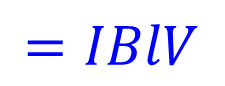 = IBlV